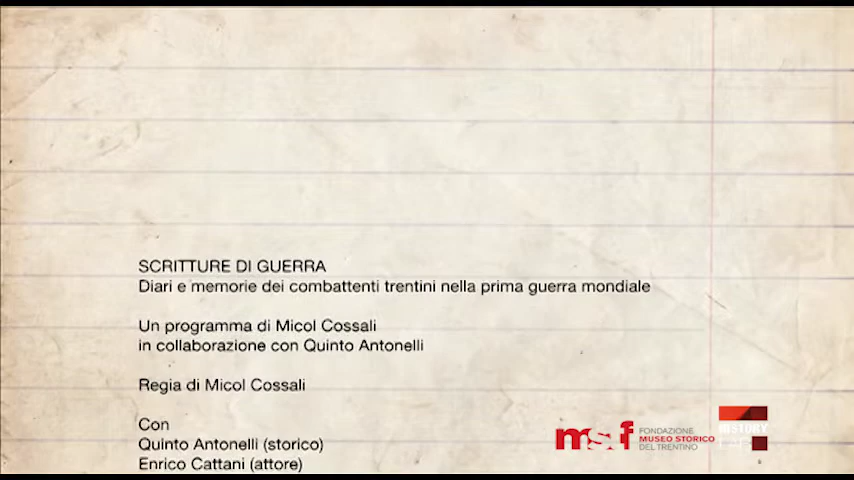 SCRITTURE DI GUERRA
Diari e memorie dei combattenti trentini nella prima guerra mondiale
Un programma di Micol Cossali
in collaborazione con Quinto Antonelli
Regia di Micol Cossali
Con
Quinto Antonelli (storico)
Enrico Cattani (attore)
msf
FONDAZIONE
MUSEO STORICO
DEL TRENTINO
HISTORY